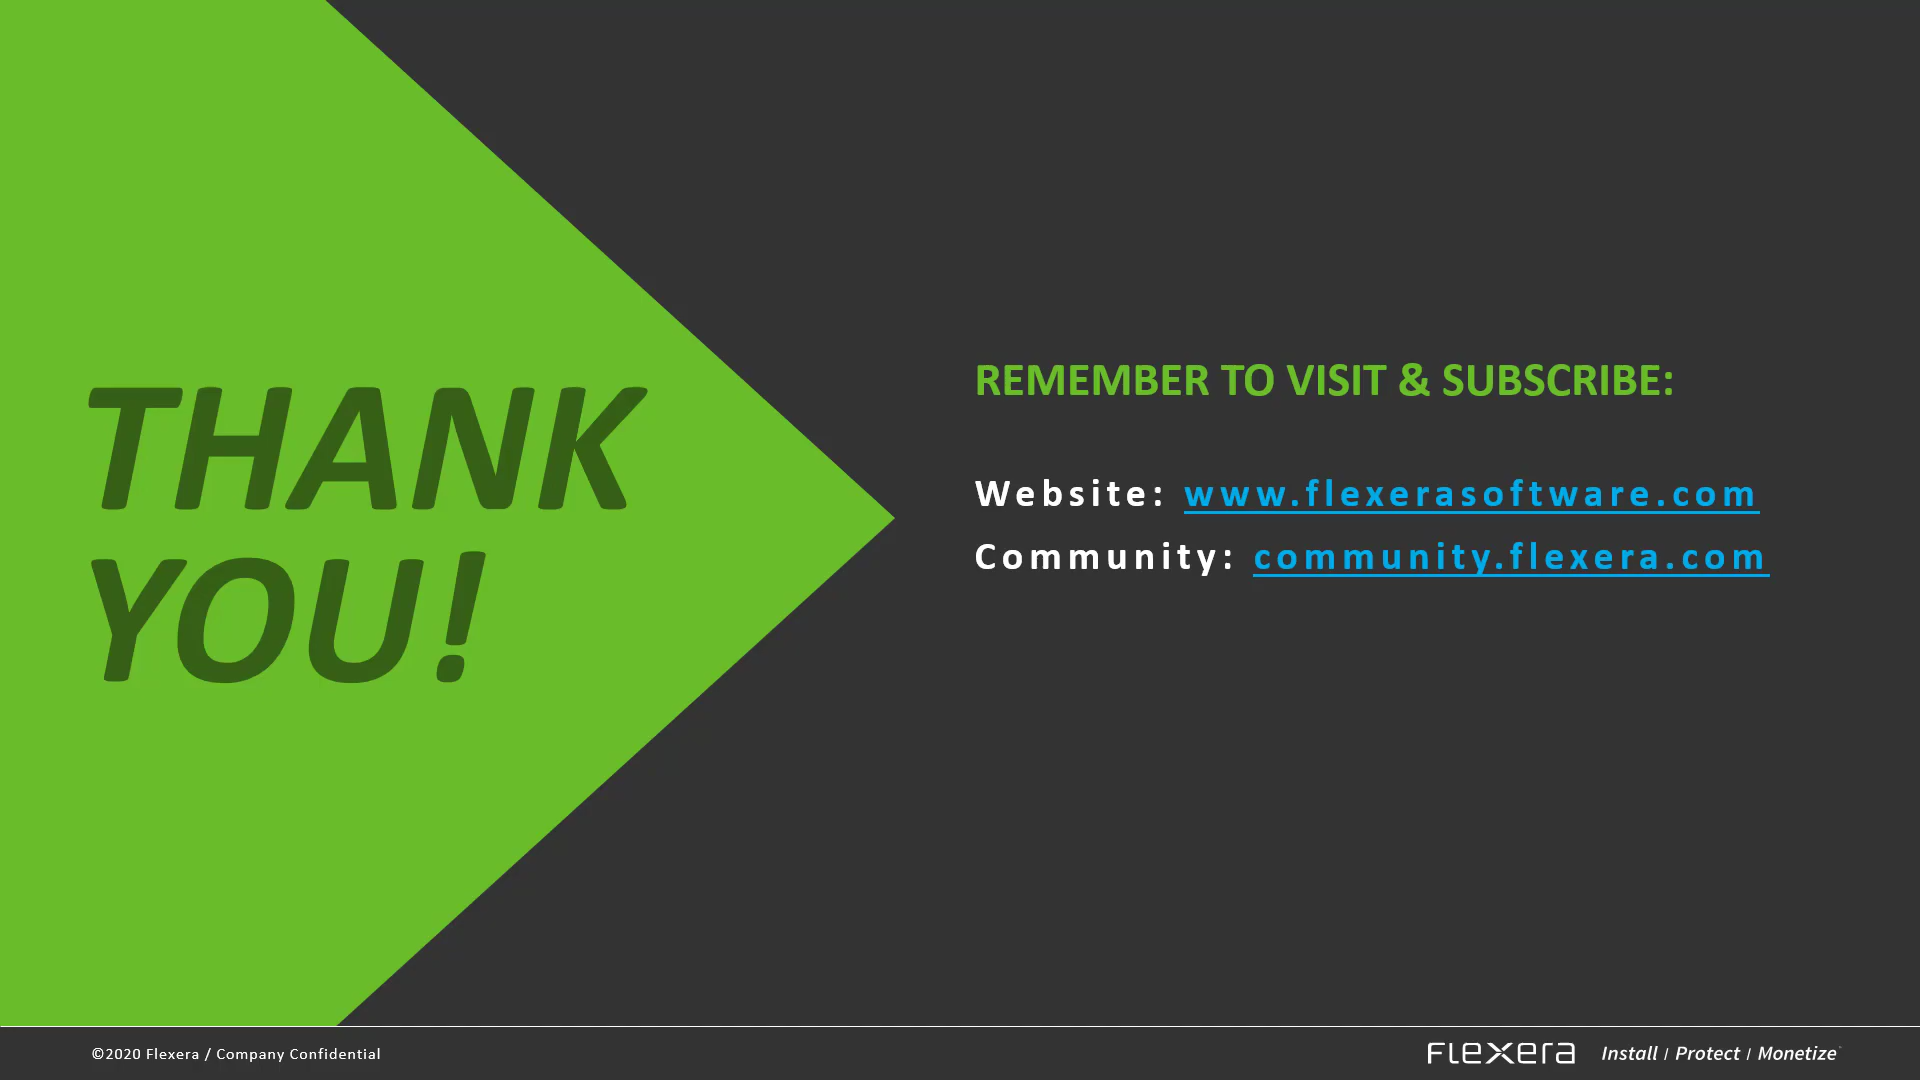 THANK
YOU!
REMEMBER TO VISIT & SUBSCRIBE:
Website: www.flexerasoftware.com
Community: community.flexera.com
©2020 Flexera / Company Confidential
FLEXERA Install / Protect / Monetize